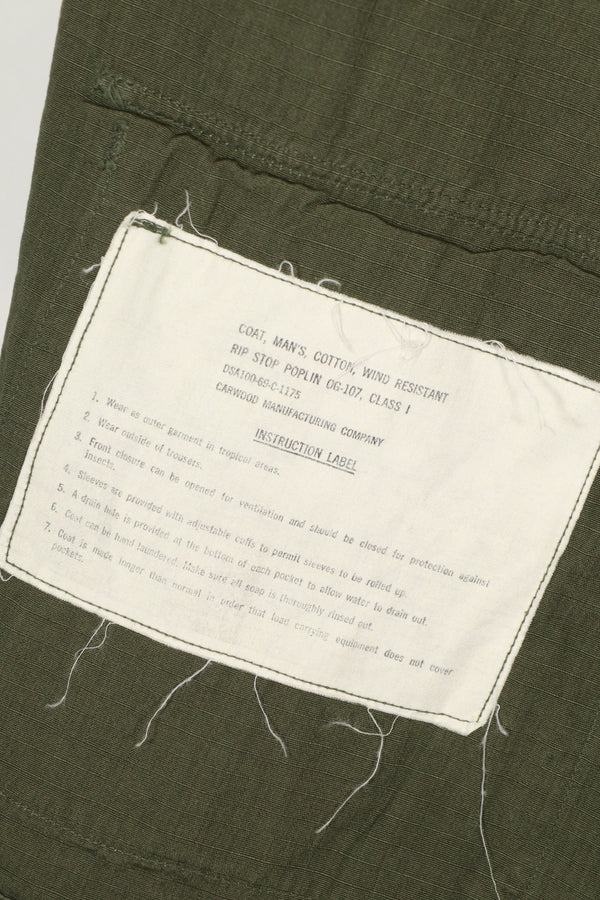 COAT, MAN'S, COTTON, WIND RESISTANT
RIP STOP POPLIN OG-107, CLASS I
DSA100-69-C-1175
CARWOOD MANUFACTURING COMPANY
INSTRUCTION LABEL
1. Wear as outer garment in tropical areas.
2. Wear outside of trousers.
3. Front closure can be opened for ventilation and should be closed for protection against
insects.
4. Sleeves are provided with adjustable cuffs to permit sleeves to be rolled up.
5. A drain hole is provided at the bottom of each pocket to allow water to drain out.
6. Coat can be hand laundered. Make sure all soap is thoroughly rinsed out.
7. Coat is made longer than normal in order that load carrying equipment does not cover
pockets.